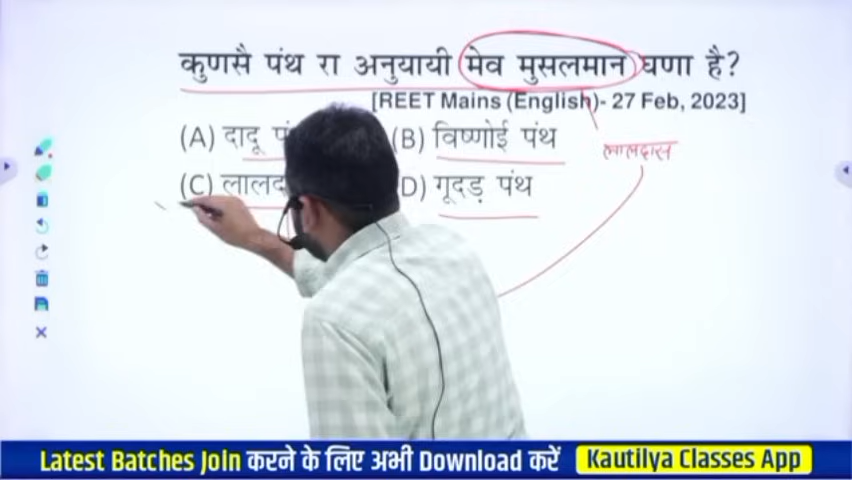 कुणसै पंथ रा अनुयायी मेव मुसलमान घणा है?
[REET Mains (English)- 27 Feb, 2023]
(A) दादू (B) विष्णोई पंथ
लालदास
(C) D) गूदड़ पंथ
Latest Batches Join करने के लिए अभी Download करें Kautilya Classes App